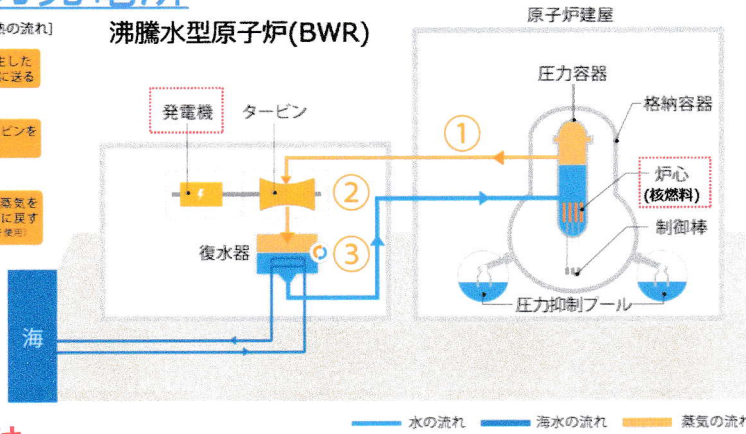 の流れ]
沸騰水型原子炉(BWR)
生した
に送る
ビンを
蒸気を
に戻す
使用)
原子炉建屋
圧力容器
格納容器
炉心
(核燃料)
制御棒
圧力抑制プール
発電機
タービン
①
②
③
復水器
海
水の流れ
海水の流れ
蒸気の流れ